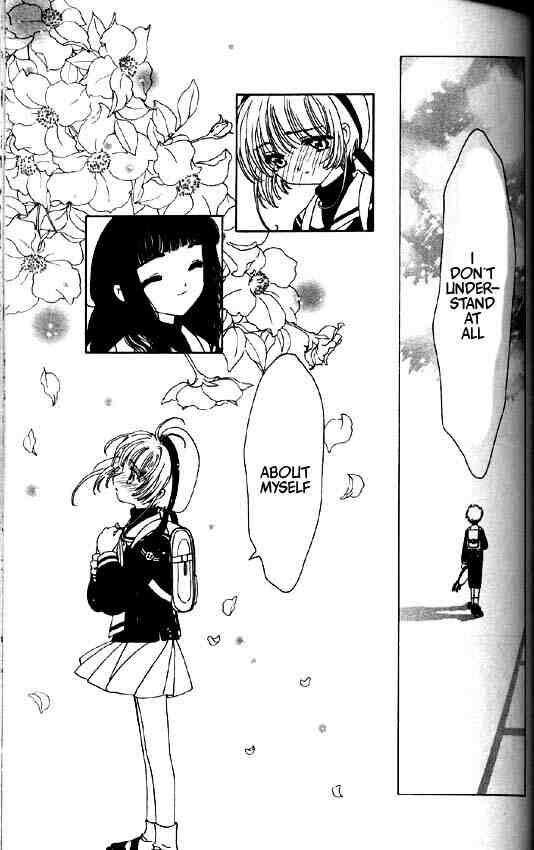 I
DON'T
UNDER-
STAND
AT
ALL
ABOUT
MYSELF